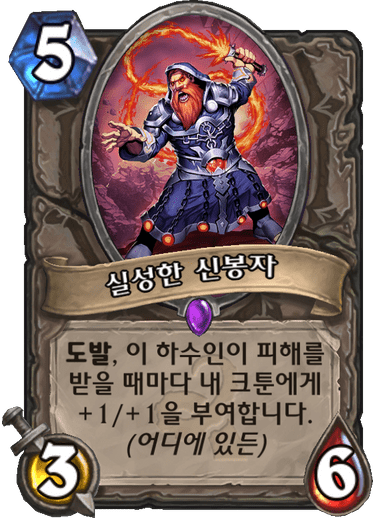 5
실성한 신봉자
도발, 이 하수인이 피해를
받을 때마다 내 크툰에게
+1/+1을 부여합니다.
(어디에 있든)
3
6